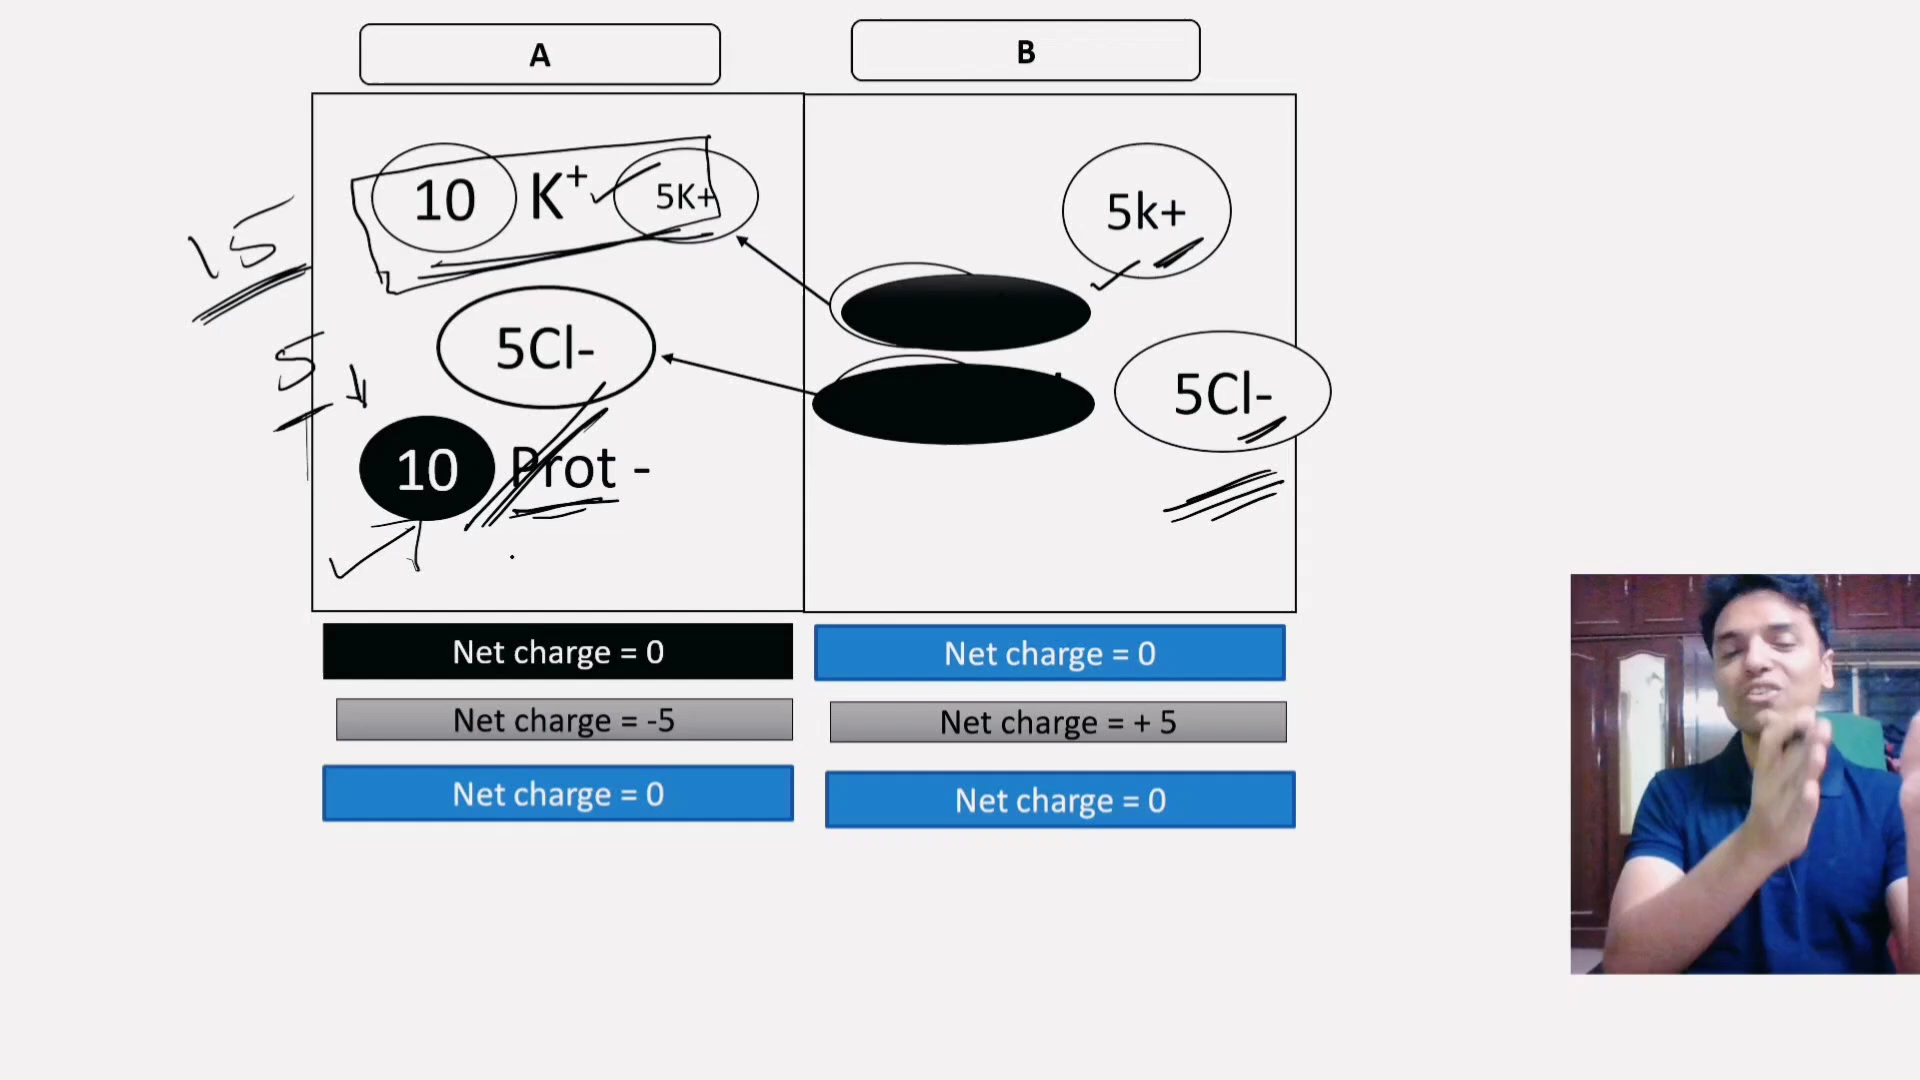 A
B
10 K+ 5K+
5k+
15
5Cl-
5
5Cl-
10 Prot -
Net charge = 0
Net charge = 0
Net charge = -5
Net charge = + 5
Net charge = 0
Net charge = 0